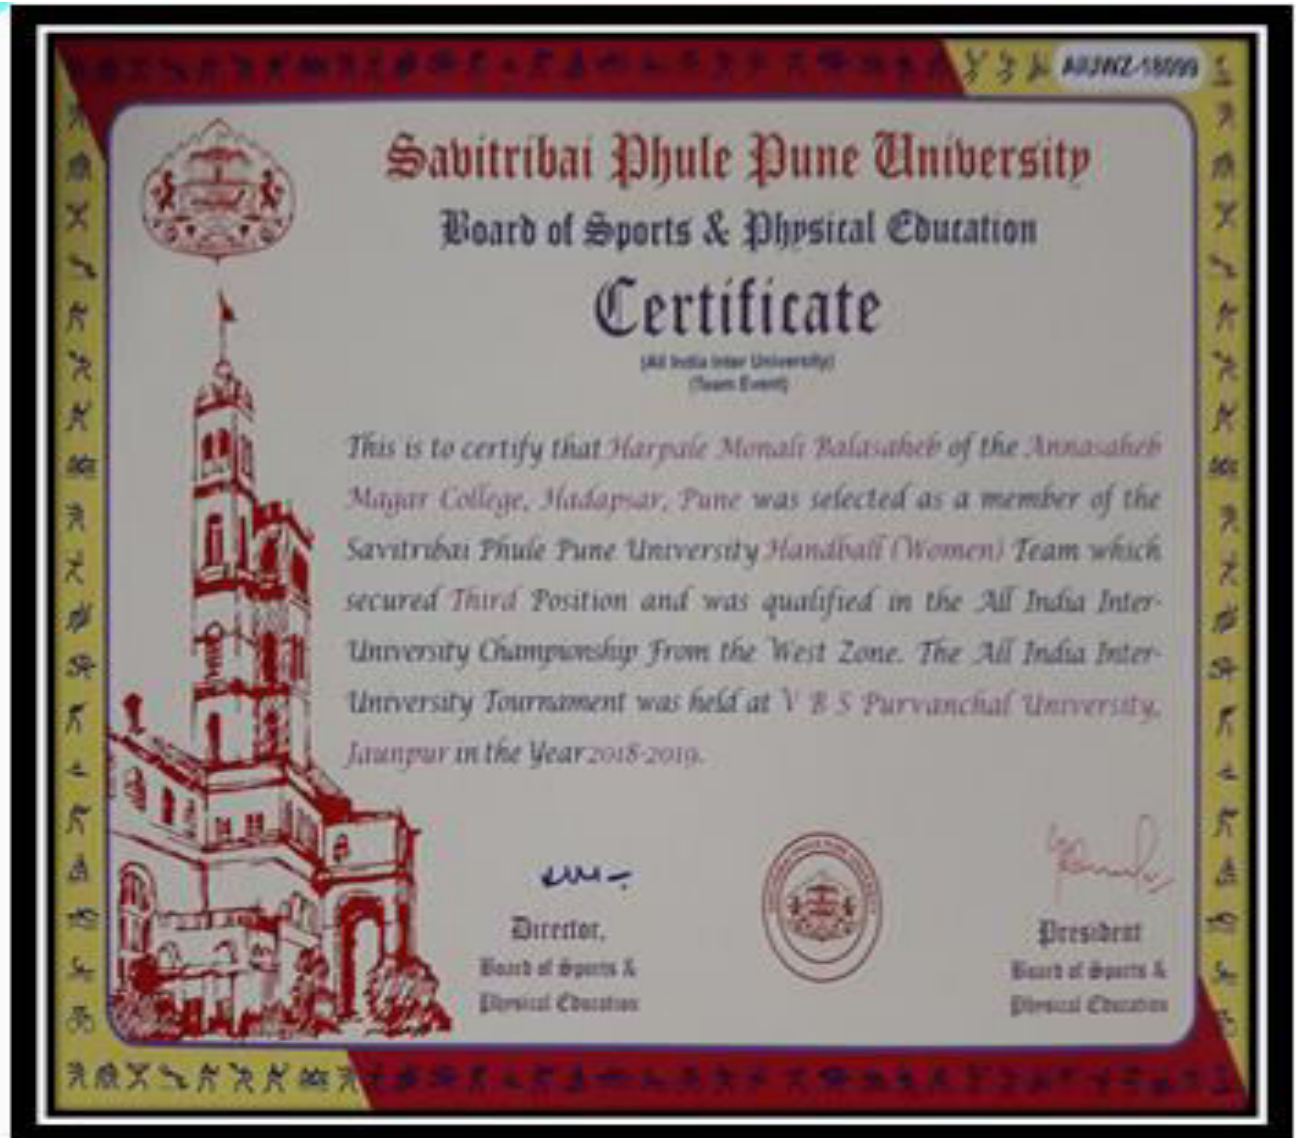 AIIJWZ-18099
Savitribai Phule Pune University
Board of Sports & Physical Education
Certificate
(All India Inter University)
(Team Event)
This is to certify that Harpale Monali Balasaheb of the Annasaheb
Magar College, Hadapsar, Pune was selected as a member of the
Savitribai Phule Pune University Handball (Women) Team which
secured Third Position and was qualified in the All India Inter-
University Championship From the West Zone. The All India Inter-
University Tournament was held at V B S Purvanchal University,
Jaunpur in the Year 2018-2019.
Director,
Board of Sports &
Physical Education
President
Board of Sports &
Physical Education